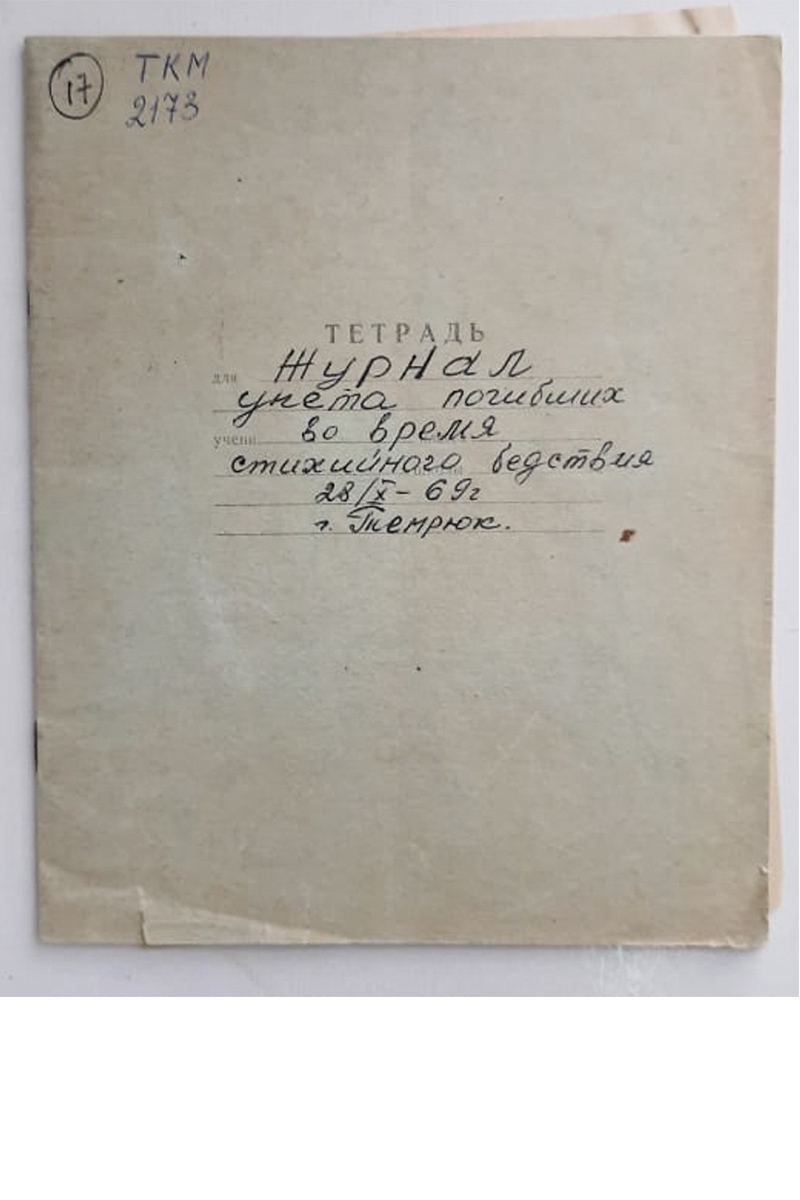 17
ТКМ
2173
ТЕТРАДЬ
для Журнал
учета погибших
учени во время
стихийного бедствия
28/X-69г
г. Темрюк.